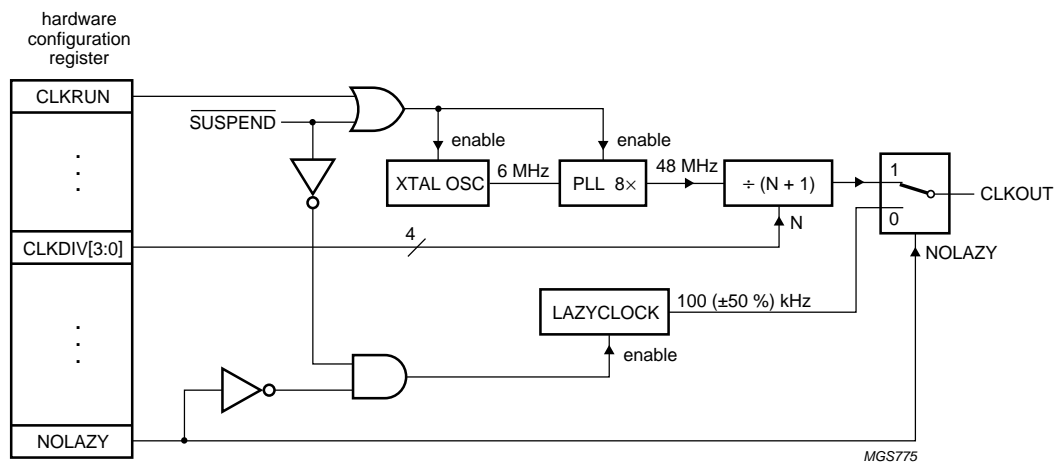 hardware
configuration
register
CLKRUN
SUSPEND
enable
enable
XTAL OSC
6 MHz
PLL 8×
48 MHz
÷ (N + 1)
1
0
CLKOUT
N
4
CLKDIV[3:0]
NOLAZY
LAZYCLOCK
100 (±50 %) kHz
enable
NOLAZY
MGS775